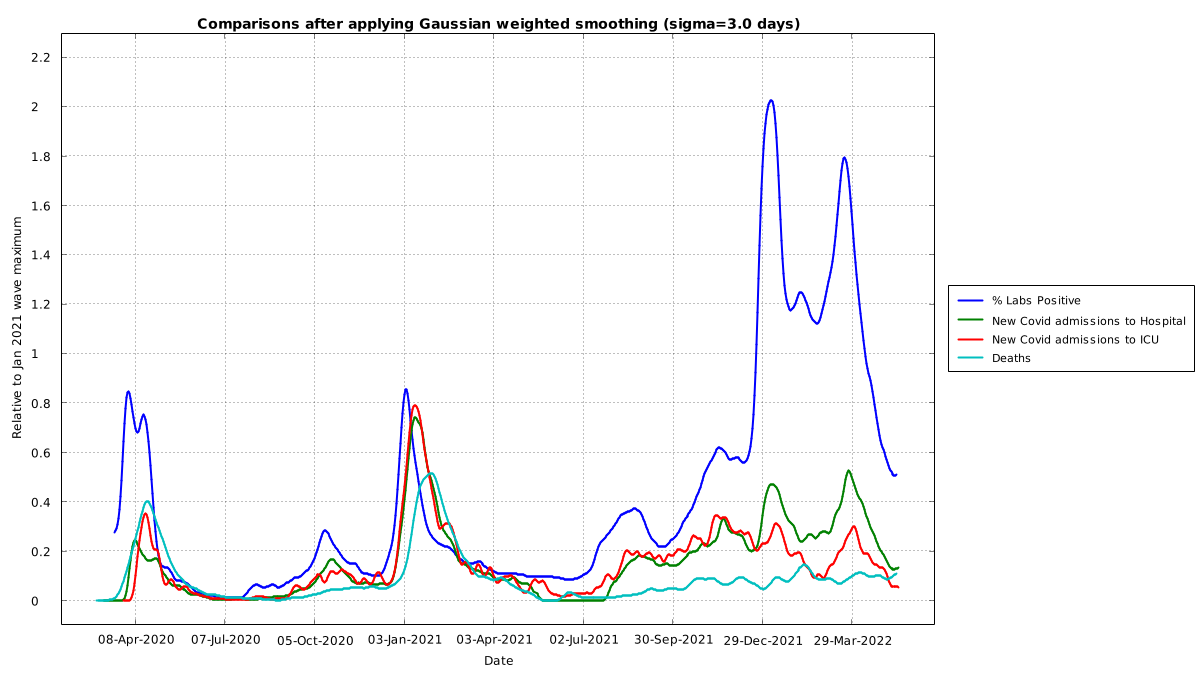 Comparisons after applying Gaussian weighted smoothing (sigma=3.0 days)
Relative to Jan 2021 wave maximum
2.2
2
1.8
1.6
1.4
1.2
1
0.8
0.6
0.4
0.2
0
08-Apr-2020 07-Jul-2020 05-Oct-2020 03-Jan-2021 03-Apr-2021 02-Jul-2021 30-Sep-2021 29-Dec-2021 29-Mar-2022
Date
% Labs Positive
New Covid admissions to Hospital
New Covid admissions to ICU
Deaths